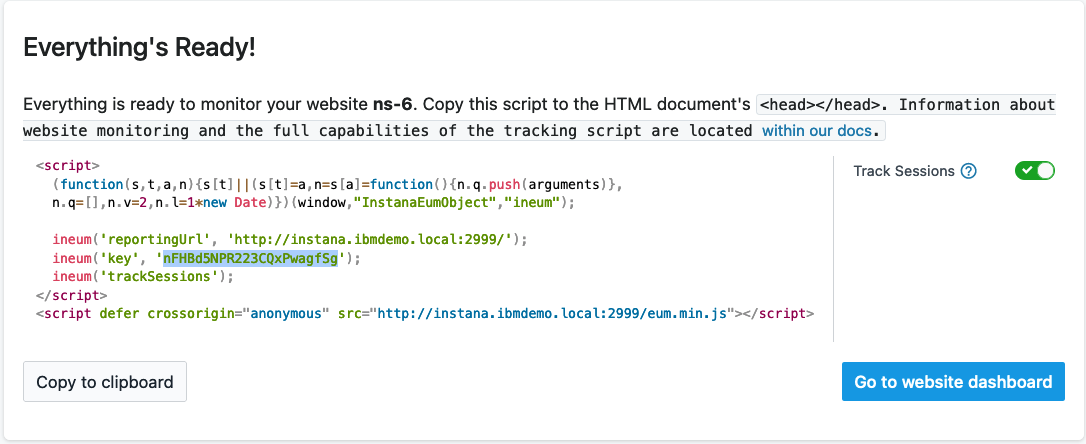 Everything's Ready!
Everything is ready to monitor your website ns-6. Copy this script to the HTML document's <head></head>. Information about
website monitoring and the full capabilities of the tracking script are located within our docs.
<script>
(function(s,t,a,n){s[t]||(s[t]=a,n=s[a]=function(){n.q.push(arguments)},
n.q=[],n.v=2,n.l=1*new Date)})(window,"InstanaEumObject","ineum");
ineum('reportingUrl', 'http://instana.ibmdemo.local:2999/');
ineum('key', 'nFHBd5NPR223CQxPwagfSg');
ineum('trackSessions');
</script>
<script defer crossorigin="anonymous" src="http://instana.ibmdemo.local:2999/eum.min.js"></script>
Track Sessions ?
Copy to clipboard
Go to website dashboard